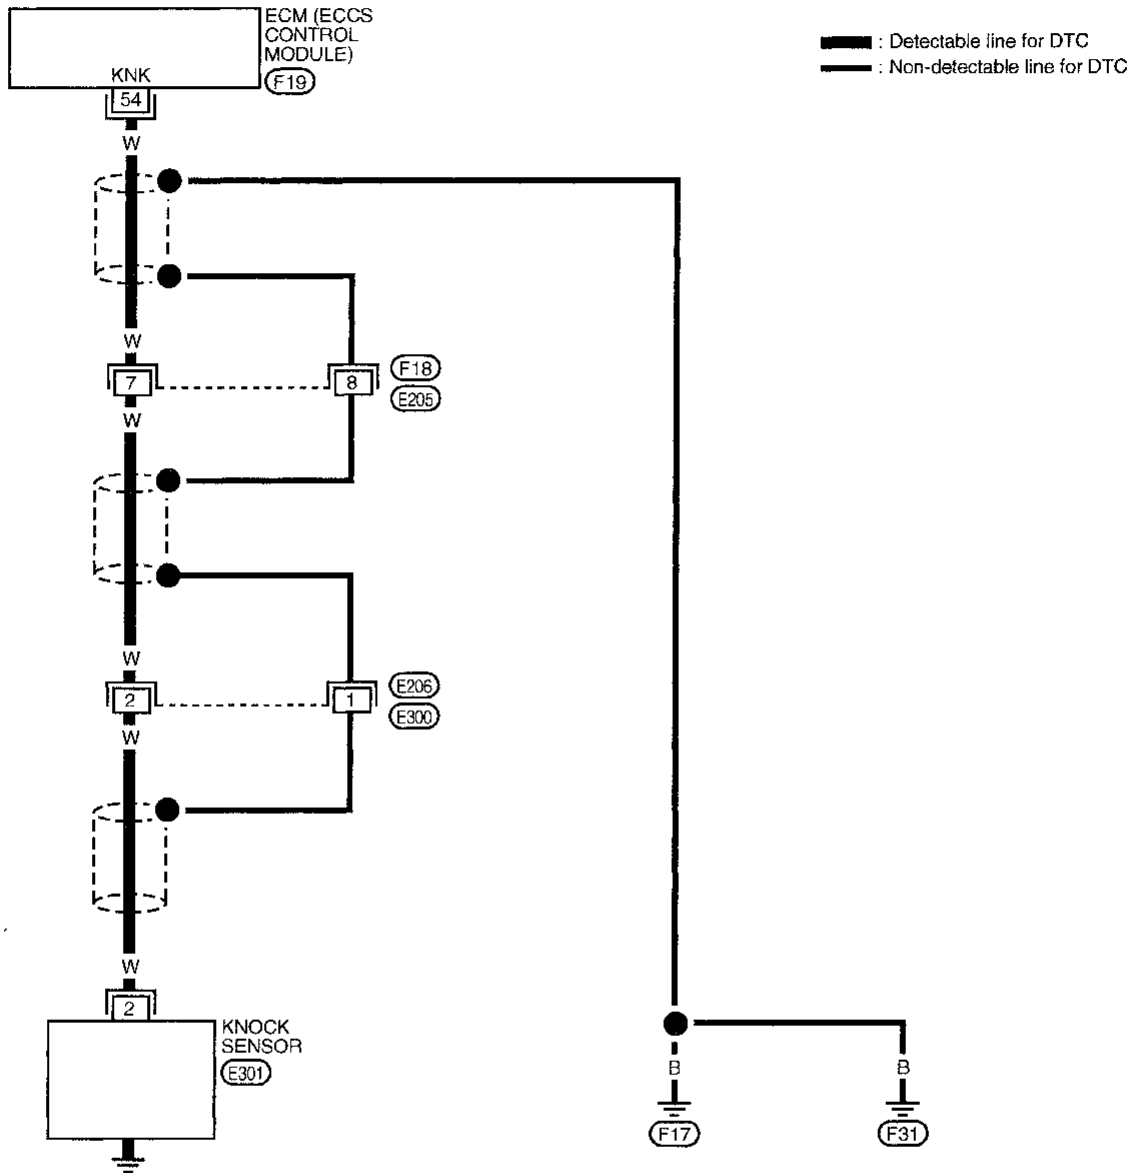 ECM (ECCS
CONTROL
MODULE)
F19
KNK
54
: Detectable line for DTC
: Non-detectable line for DTC
W
W
7
8
F18
E205
W
W
2
1
E206
E300
W
W
2
KNOCK
SENSOR
E301
B
B
F17
F31